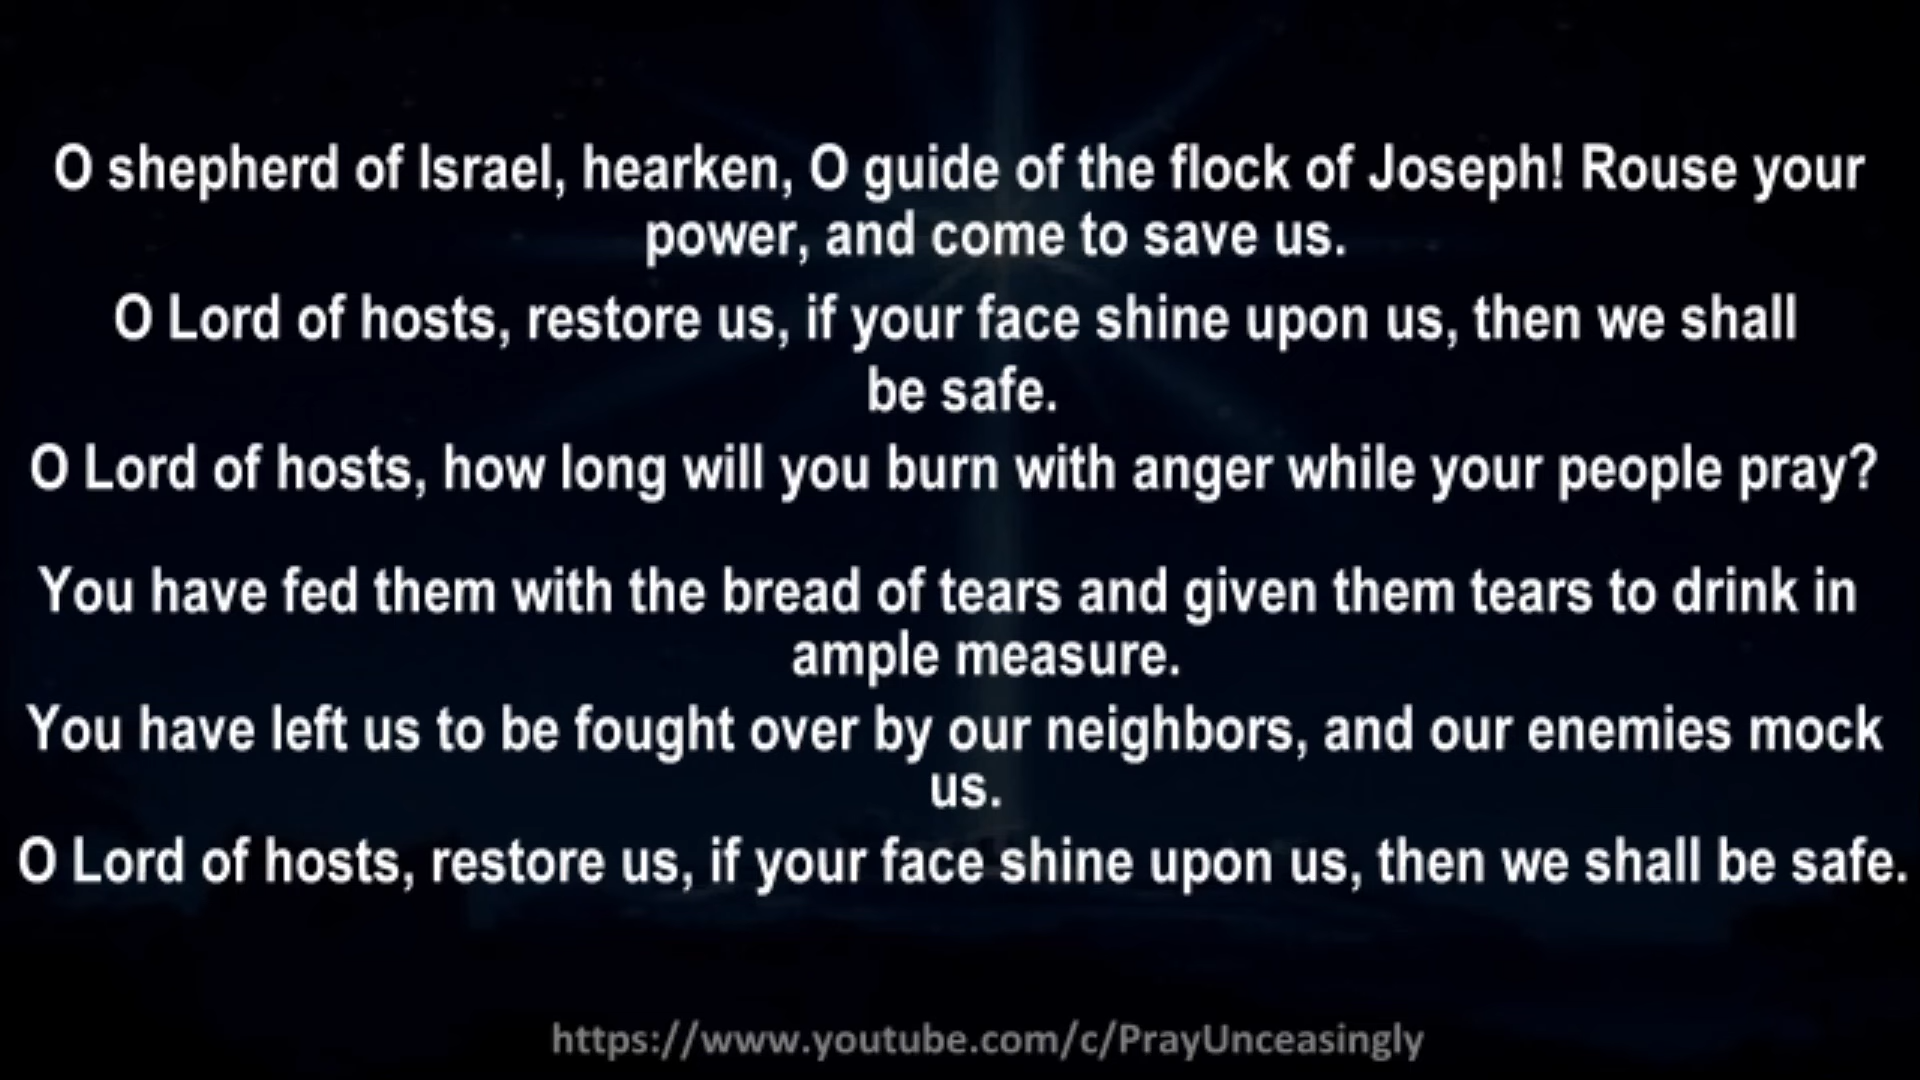 O shepherd of Israel, hearken, O guide of the flock of Joseph! Rouse your
power, and come to save us.
O Lord of hosts, restore us, if your face shine upon us, then we shall
be safe.
O Lord of hosts, how long will you burn with anger while your people pray?
You have fed them with the bread of tears and given them tears to drink in
ample measure.
You have left us to be fought over by our neighbors, and our enemies mock
us.
O Lord of hosts, restore us, if your face shine upon us, then we shall be safe.
https://www.youtube.com/c/PrayUnceasingly